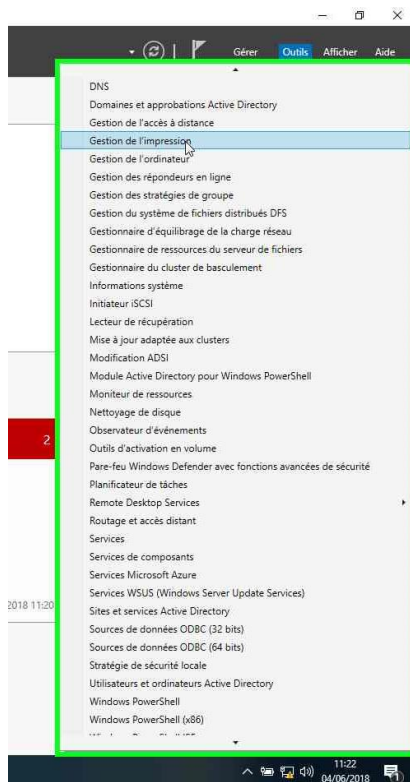 Gérer Outils Afficher Aide
DNS
Domaines et approbations Active Directory
Gestion de l'accès à distance
Gestion de l'impression
Gestion de l'ordinateur
Gestion des répondeurs en ligne
Gestion des stratégies de groupe
Gestion du système de fichiers distribués DFS
Gestionnaire d'équilibrage de la charge réseau
Gestionnaire de ressources du serveur de fichiers
Gestionnaire du cluster de basculement
Informations système
Initiateur iSCSI
Lecteur de récupération
Mise à jour adaptée aux clusters
Modification ADSI
Module Active Directory pour Windows PowerShell
Moniteur de ressources
Nettoyage de disque
Observateur d'événements
2
Outils d'activation en volume
Pare-feu Windows Defender avec fonctions avancées de sécurité
Planificateur de tâches
Remote Desktop Services
Routage et accès distant
Services
Services de composants
Services Microsoft Azure
Services WSUS (Windows Server Update Services)
2018 11:20
Sites et services Active Directory
Sources de données ODBC (32 bits)
Sources de données ODBC (64 bits)
Stratégie de sécurité locale
Utilisateurs et ordinateurs Active Directory
Windows PowerShell
Windows PowerShell (x86)
11:22
04/06/2018